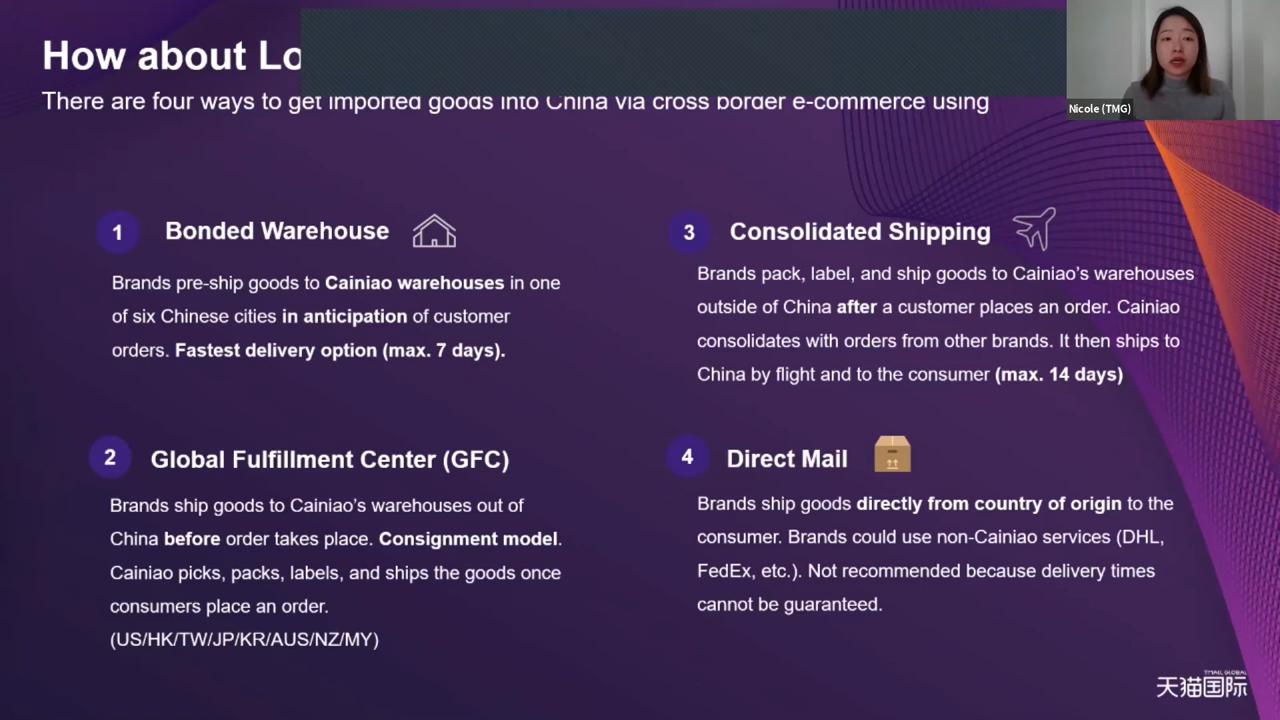 How about Lo
There are four ways to get imported goods into China via cross border e-commerce using
Nicole (TMG)
1
Bonded Warehouse
Brands pre-ship goods to Cainiao warehouses in one
of six Chinese cities in anticipation of customer
orders. Fastest delivery option (max. 7 days).
2
Global Fulfillment Center (GFC)
Brands ship goods to Cainiao’s warehouses out of
China before order takes place. Consignment model.
Cainiao picks, packs, labels, and ships the goods once
consumers place an order.
(US/HK/TW/JP/KR/AUS/NZ/MY)
3
Consolidated Shipping
Brands pack, label, and ship goods to Cainiao’s warehouses
outside of China after a customer places an order. Cainiao
consolidates with orders from other brands. It then ships to
China by flight and to the consumer (max. 14 days)
4
Direct Mail
Brands ship goods directly from country of origin to the
consumer. Brands could use non-Cainiao services (DHL,
FedEx, etc.). Not recommended because delivery times
cannot be guaranteed.
TMALL GLOBAL
天猫国际